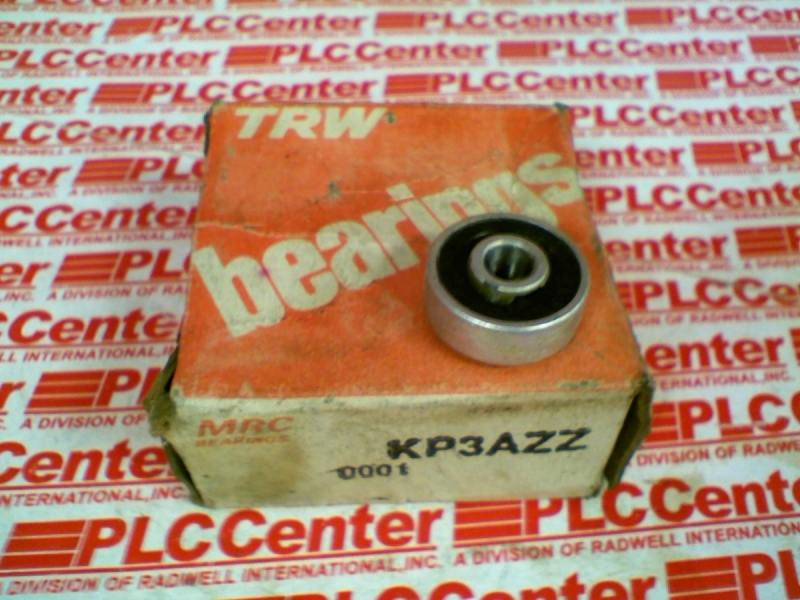 TRW
bearings
MRC
BEARINGS
KP3AZZ
0001
PLCCenter
A DIVISION OF RADWELL INTERNATIONAL, INC.